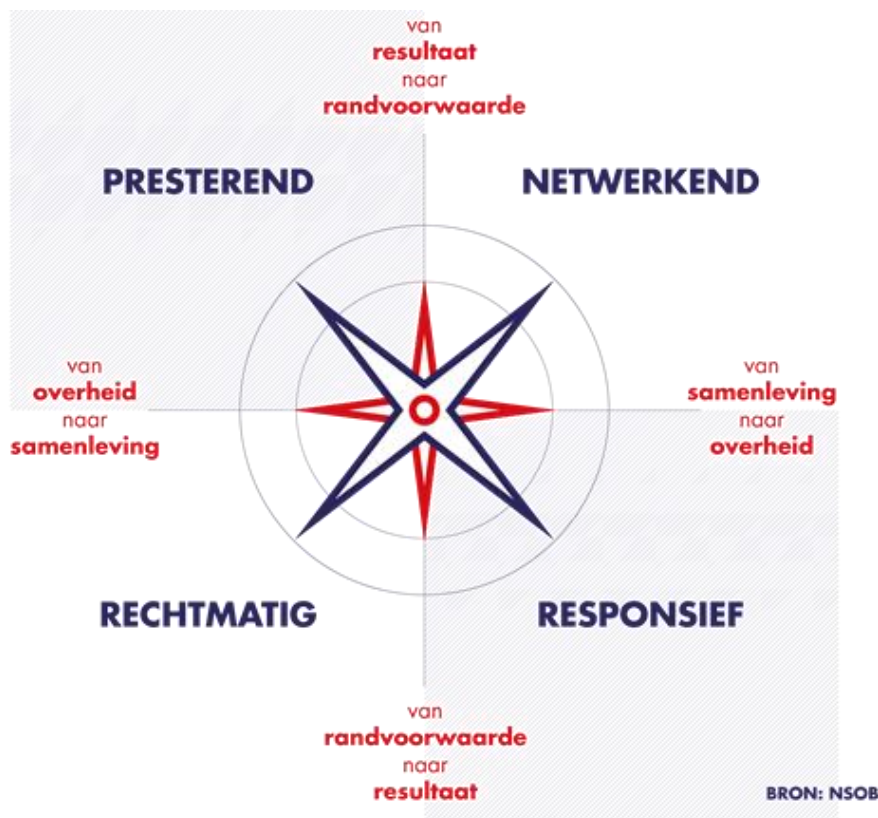 van
resultaat
naar
randvoorwaarde
PRESTEREND
NETWERKEND
van
overheid
naar
samenleving
van
samenleving
naar
overheid
RECHTMATIG
RESPONSIEF
van
randvoorwaarde
naar
resultaat
BRON: NSOB